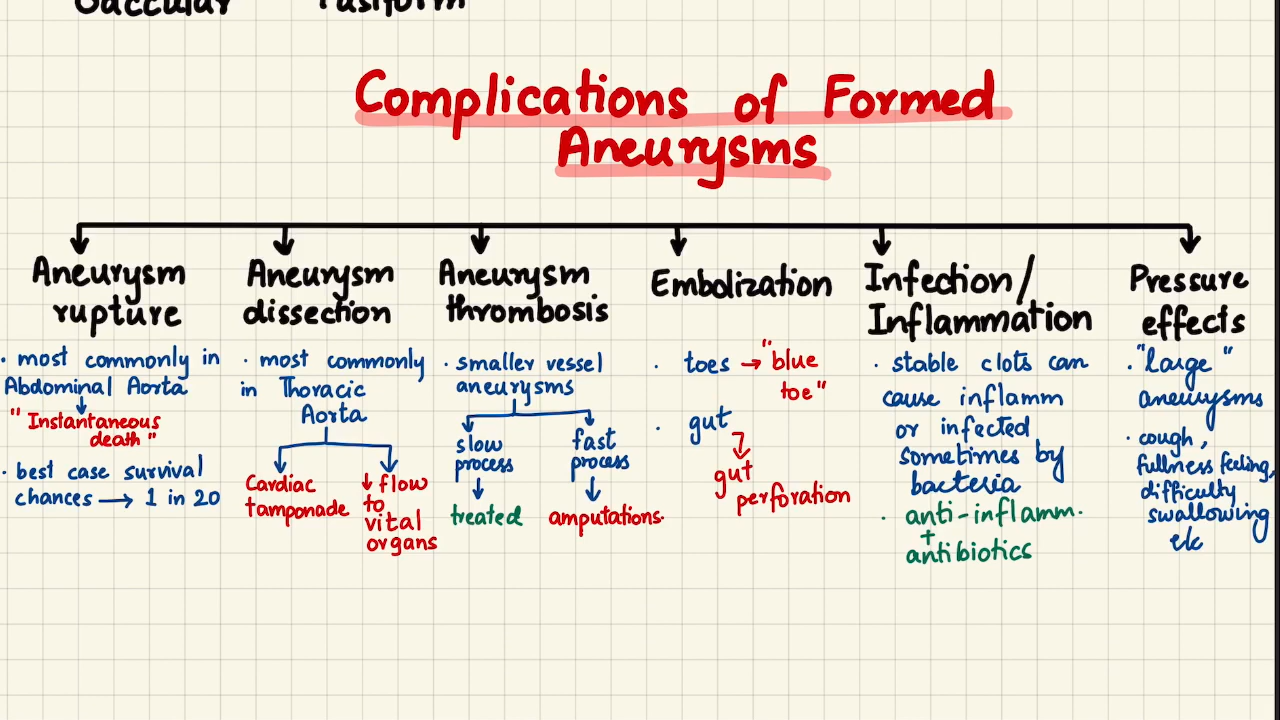 Saccular Fusiform
Complications of Formed
Aneurysms
Aneurysm
rupture
· most commonly in
Abdominal Aorta
"Instantaneous
death"
· best case survival
chances → 1 in 20
Aneurysm
dissection
· most commonly
in Thoracic
Aorta
Cardiac
tamponade
↓ flow
to
vital
organs
Aneurysm
thrombosis
· smaller vessel
aneurysms
slow
process
treated
fast
process
amputations.
Embolization
· toes → "blue
toe"
· gut
gut
perforation
Infection/
Inflammation
· stable clots can
cause inflamm
or infected
sometimes by
bacteria
· anti-inflamm.
+
antibiotics
Pressure
effects
· "large"
aneurysms
· cough,
fullness feeling,
difficulty
swallowing
etc